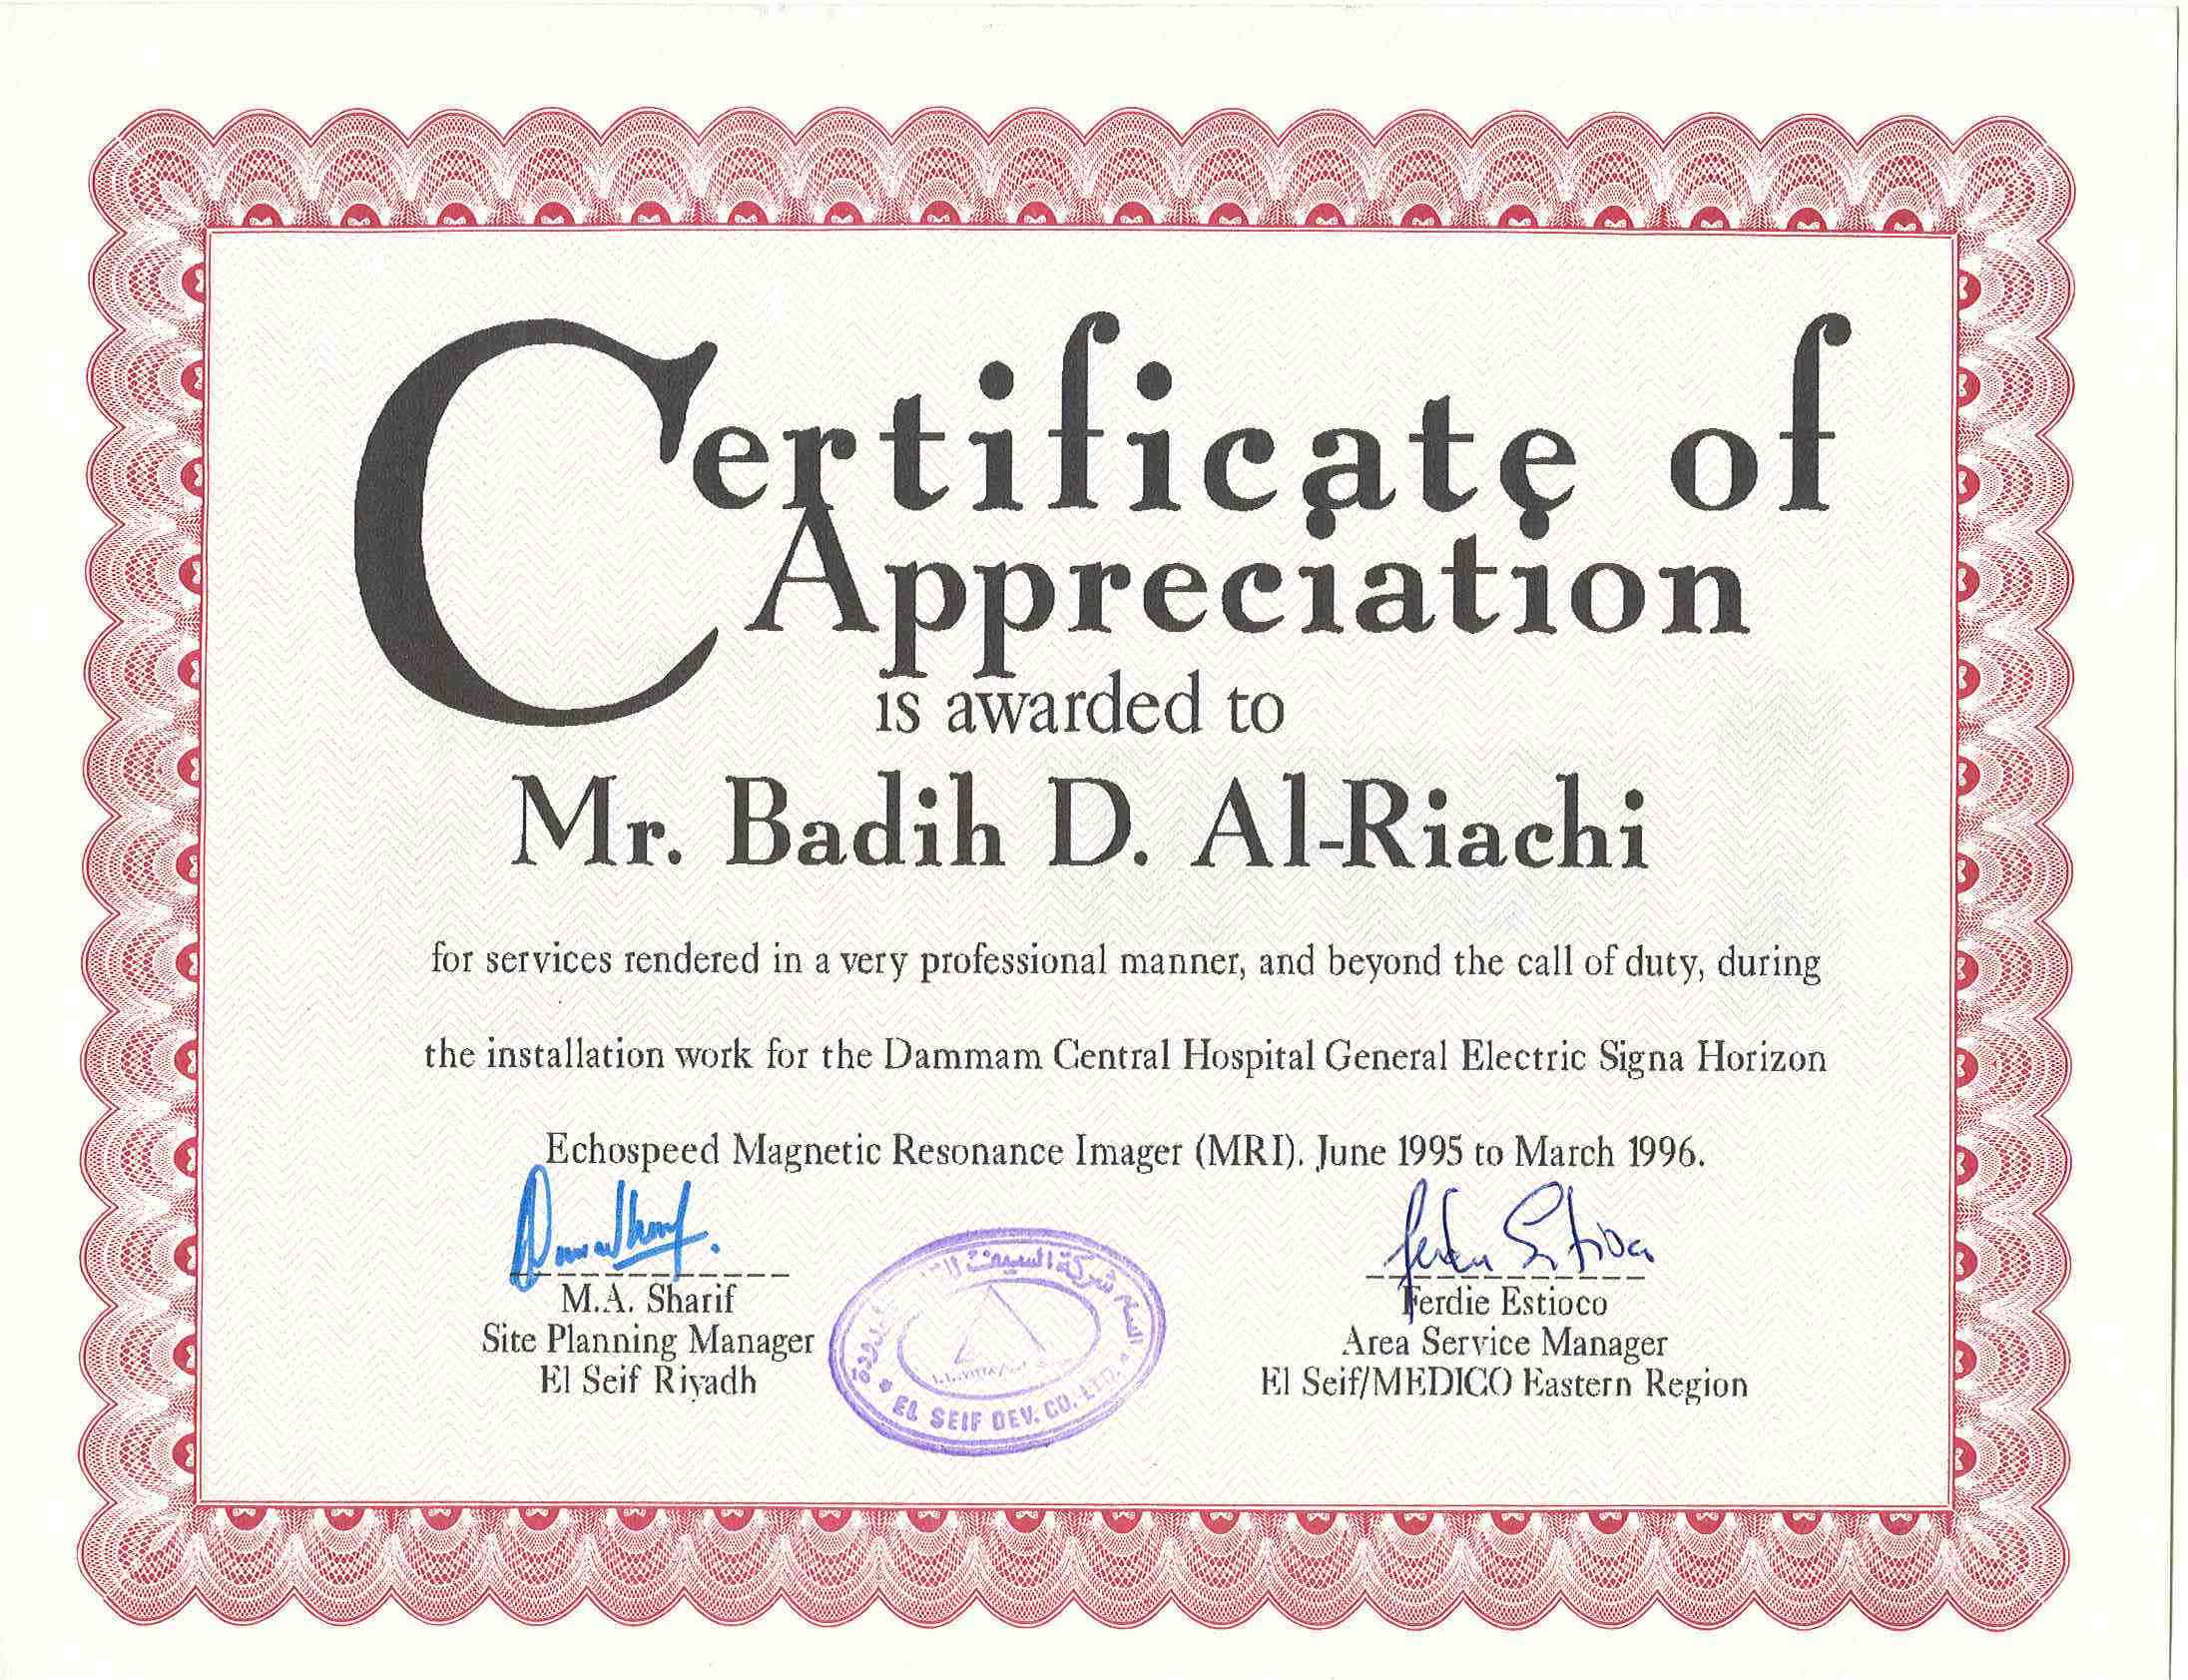 Certificate of
Appreciation
is awarded to
Mr. Badih D. Al-Riachi
for services rendered in a very professional manner, and beyond the call of duty, during
the installation work for the Dammam Central Hospital General Electric Signa Horizon
Echospeed Magnetic Resonance Imager (MRI). June 1995 to March 1996.
M.A. Sharif
Site Planning Manager
El Seif Riyadh
شركة السيف
EL SEIF DEV. CO. LTD.
Ferdie Estioco
Area Service Manager
El Seif/MEDICO Eastern Region